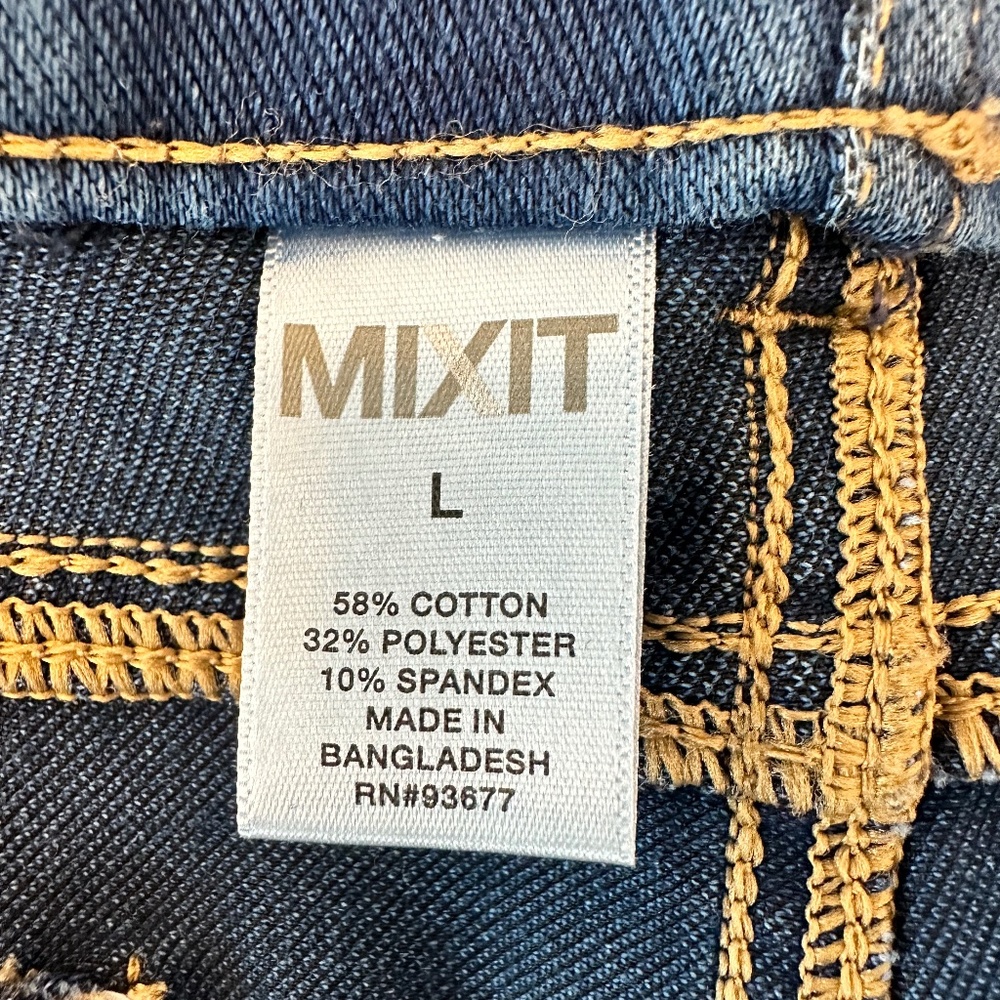 MIXIT
L
58% COTTON
32% POLYESTER
10% SPANDEX
MADE IN
BANGLADESH
RN#93677